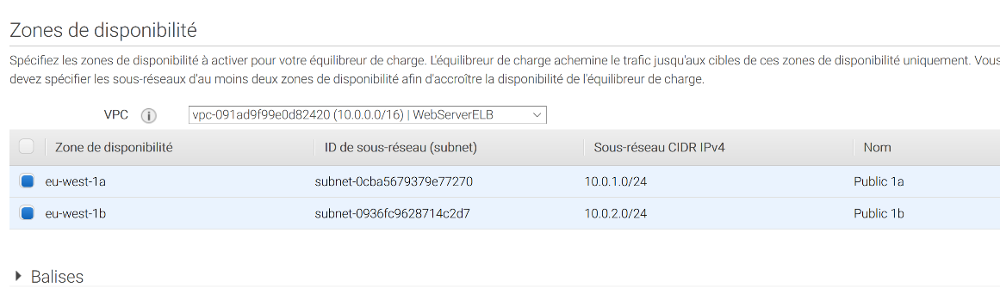 Zones de disponibilité
Spécifiez les zones de disponibilité à activer pour votre équilibreur de charge. L'équilibreur de charge achemine le trafic jusqu'aux cibles de ces zones de disponibilité uniquement. Vous
devez spécifier les sous-réseaux d'au moins deux zones de disponibilité afin d'accroître la disponibilité de l'équilibreur de charge.
VPC i vpc-091ad9f99e0d82420 (10.0.0.0/16) | WebServerELB
Zone de disponibilité ID de sous-réseau (subnet) Sous-réseau CIDR IPv4 Nom
eu-west-1a subnet-0cba5679379e77270 10.0.1.0/24 Public 1a
eu-west-1b subnet-0936fc9628714c2d7 10.0.2.0/24 Public 1b
Balises